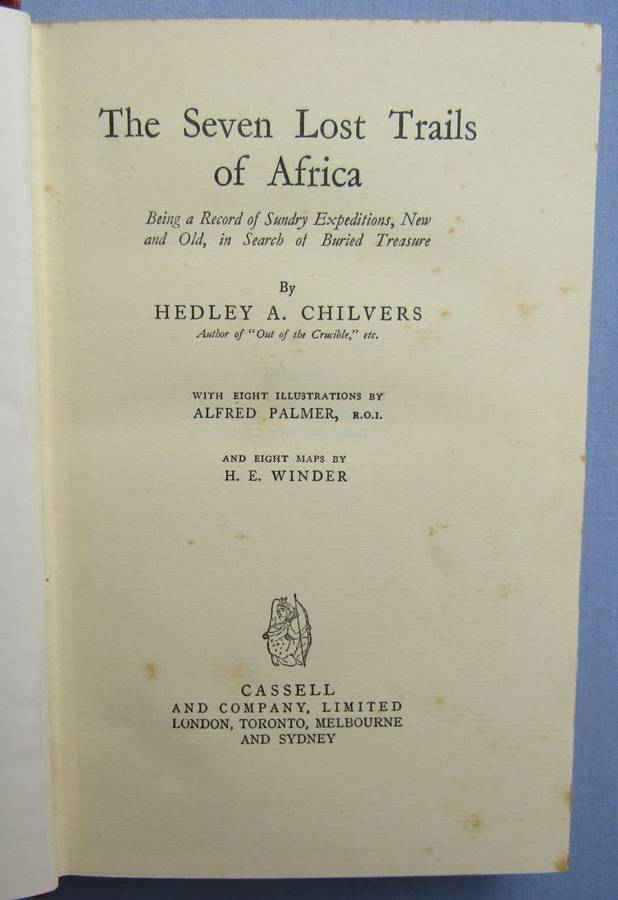 The Seven Lost Trails
of Africa
Being a Record of Sundry Expeditions, New
and Old, in Search of Buried Treasure
By
HEDLEY A. CHILVERS
Author of "Out of the Crucible," etc.
WITH EIGHT ILLUSTRATIONS BY
ALFRED PALMER, R.O.I.
AND EIGHT MAPS BY
H. E. WINDER
CASSELL
AND COMPANY, LIMITED
LONDON, TORONTO, MELBOURNE
AND SYDNEY